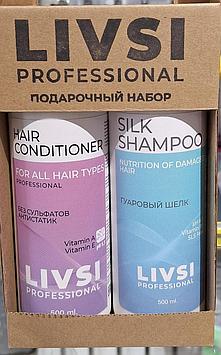 LIVSI
PROFESSIONAL
ПОДАРОЧНЫЙ НАБОР
HAIR
CONDITIONER
FOR ALL HAIR TYPES
PROFESSIONAL
БЕЗ СУЛЬФАТОВ
АНТИСТАТИК
Vitamin A
Vitamin E
LIVSI
PROFESSIONAL
500 ml.
SILK
SHAMPOO
NUTRITION OF DAMAGED
HAIR
ГУАРОВЫЙ ШЕЛК
LIVSI
PROFESSIONAL
500 ml.